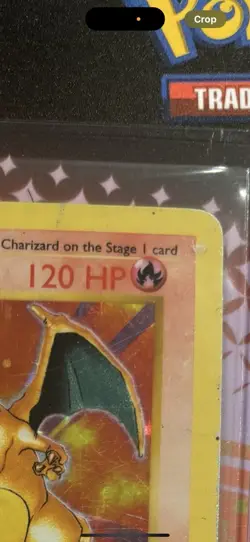 Crop
TRAD
Charizard on the Stage 1 card
120 HP